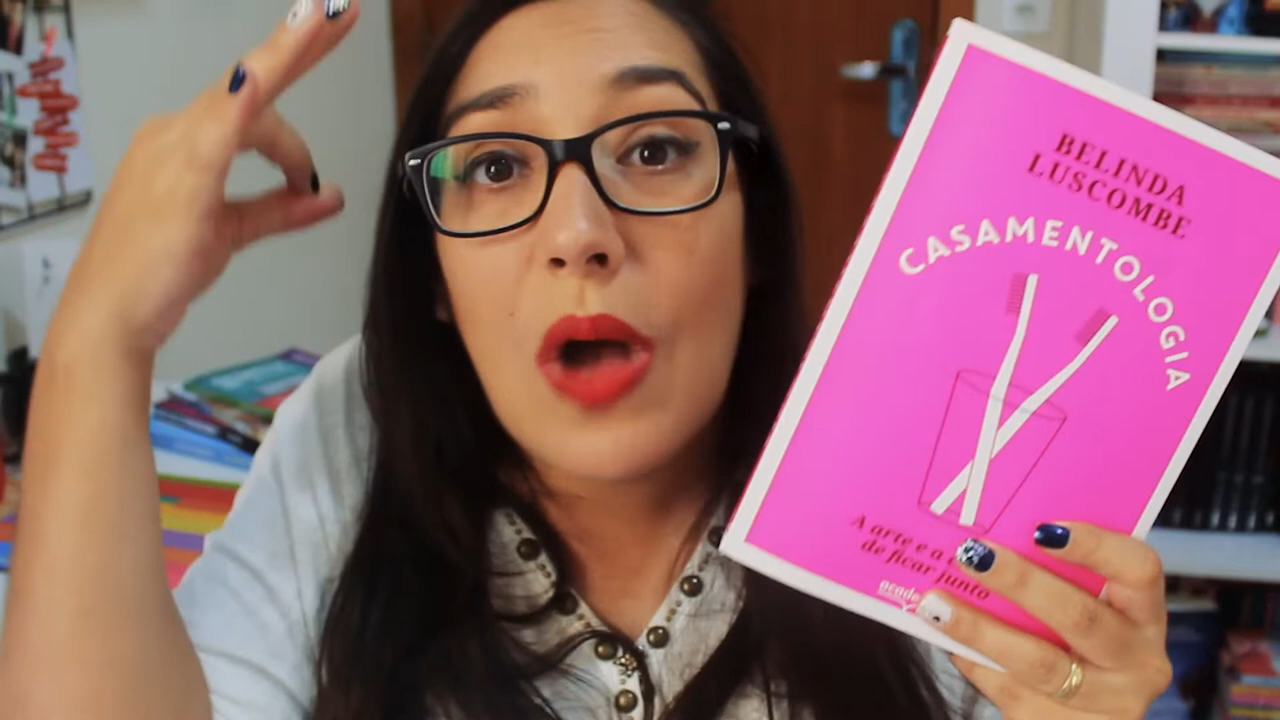 BELINDA
LUSCOMBE
CASAMENTOLOGIA
A arte e a
de ficar junto